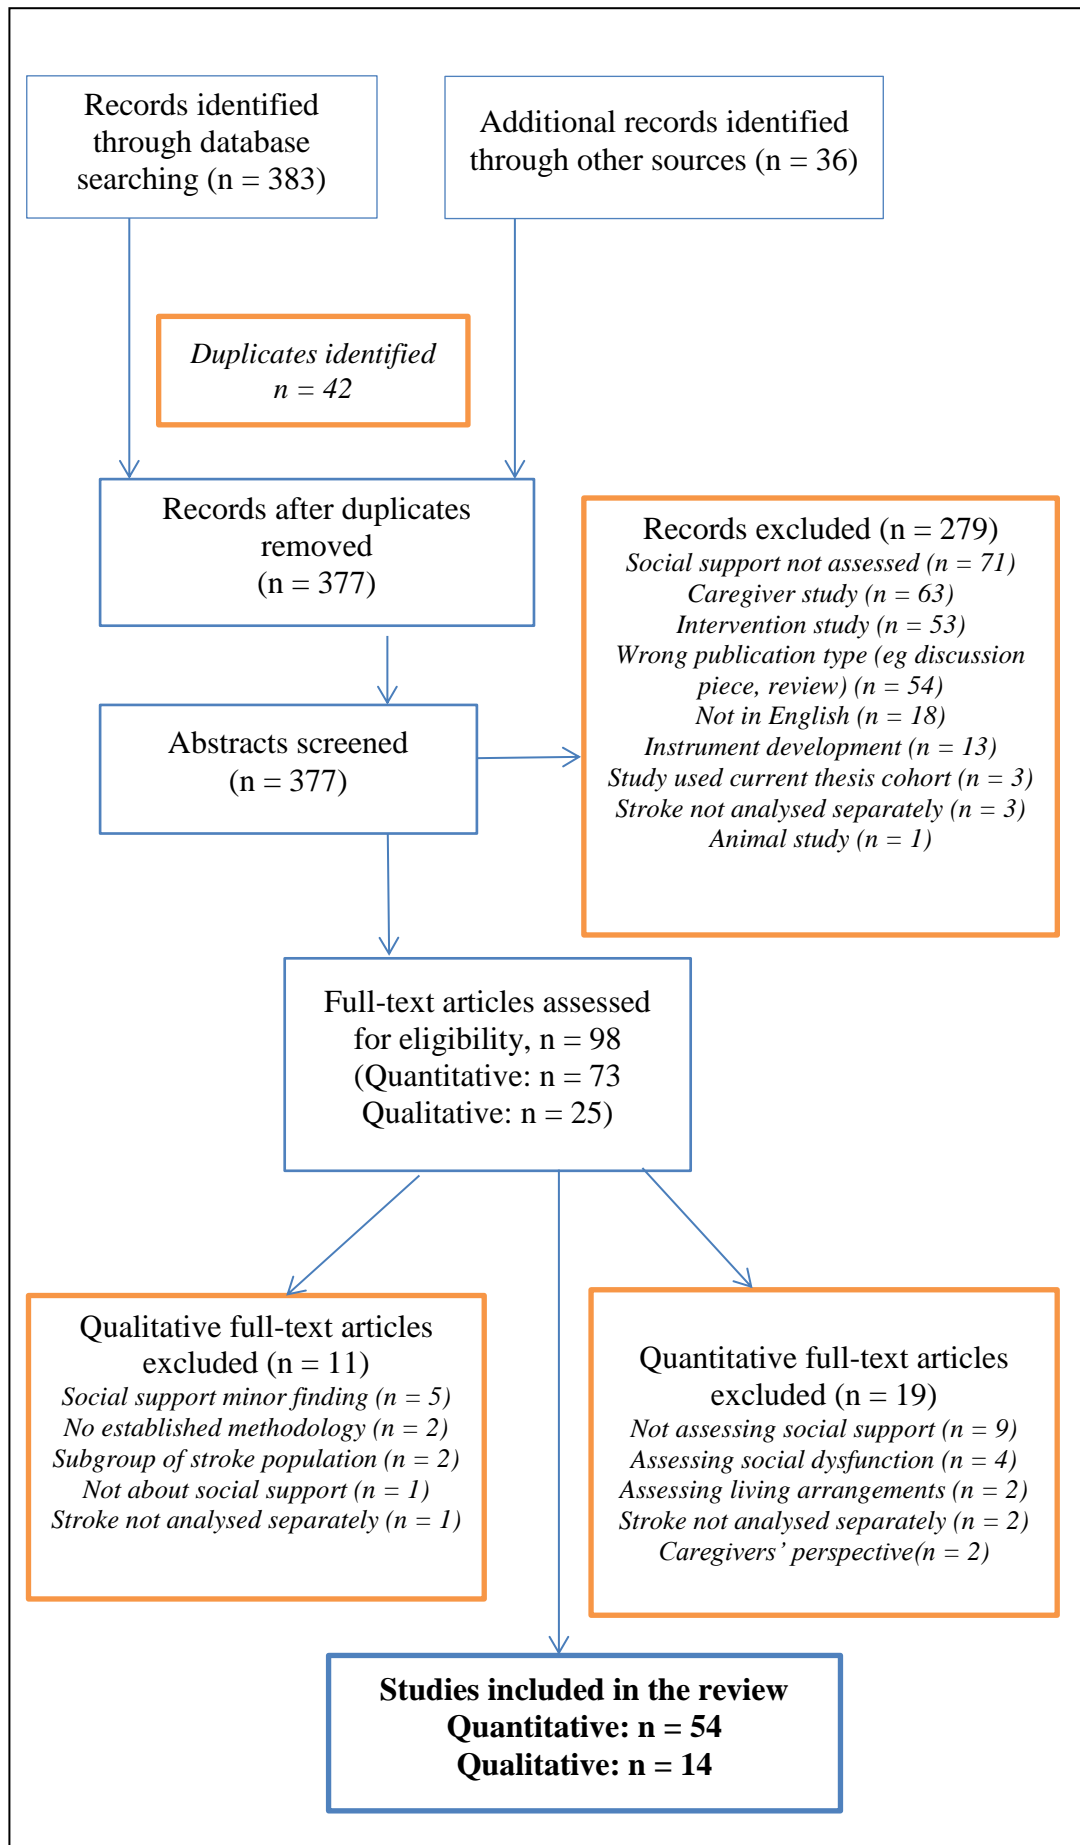 Records identified
through database
searching (n = 383)
Additional records identified
through other sources (n = 36)
Duplicates identified
n = 42
Records after duplicates
removed
(n = 377)
Records excluded (n = 279)
Social support not assessed (n = 71)
Caregiver study (n = 63)
Intervention study (n = 53)
Wrong publication type (eg discussion
piece, review) (n = 54)
Not in English (n = 18)
Instrument development (n = 13)
Study used current thesis cohort (n = 3)
Stroke not analysed separately (n = 3)
Animal study (n = 1)
Abstracts screened
(n = 377)
Full-text articles assessed
for eligibility, n = 98
(Quantitative: n = 73
Qualitative: n = 25)
Qualitative full-text articles
excluded (n = 11)
Social support minor finding (n = 5)
No established methodology (n = 2)
Subgroup of stroke population (n = 2)
Not about social support (n = 1)
Stroke not analysed separately (n = 1)
Quantitative full-text articles
excluded (n = 19)
Not assessing social support (n = 9)
Assessing social dysfunction (n = 4)
Assessing living arrangements (n = 2)
Stroke not analysed separately (n = 2)
Caregivers’ perspective(n = 2)
Studies included in the review
Quantitative: n = 54
Qualitative: n = 14